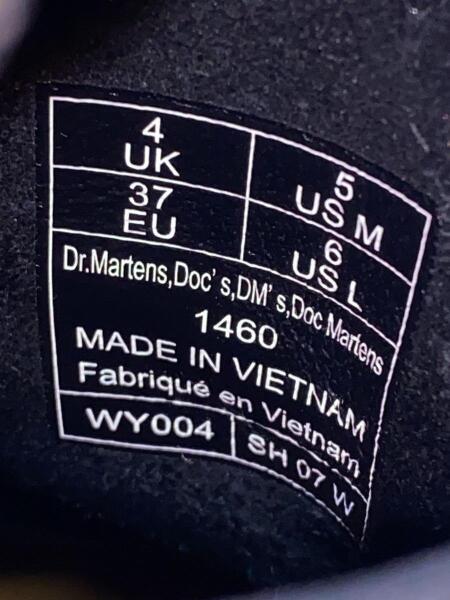 4
UK
5
US M
37
EU
6
US L
Dr.Martens,Doc's,DM's,Doc Martens
1460
MADE IN VIETNAM
Fabriqué en Vietnam
WY004
SH 07 W